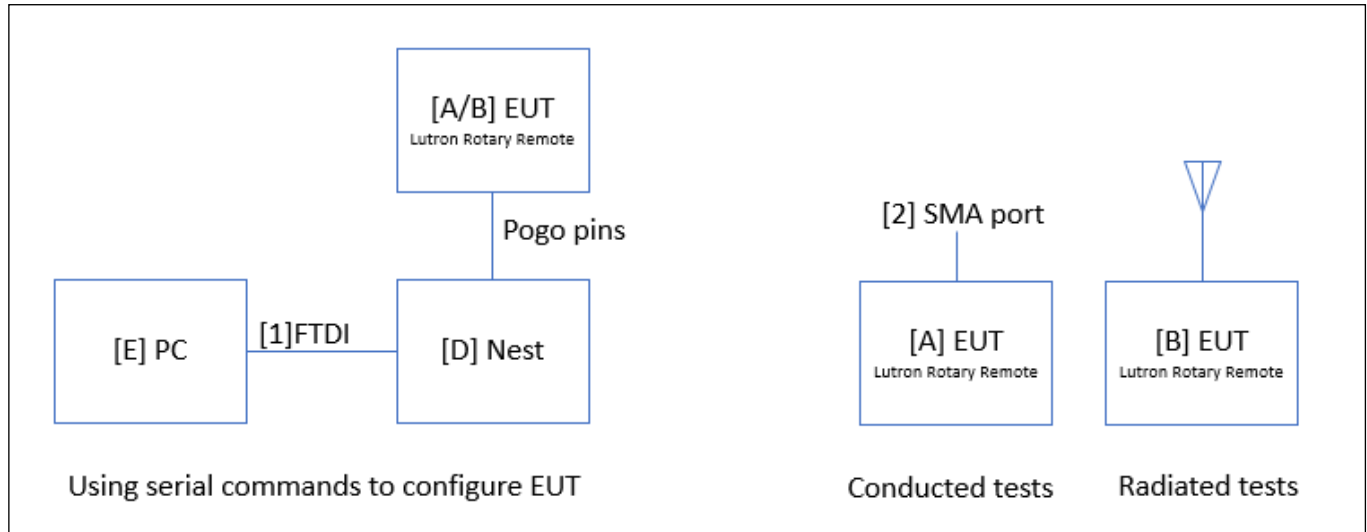 [A/B] EUT
Lutron Rotary Remote
Pogo pins
[E] PC
[1]FTDI
[D] Nest
Using serial commands to configure EUT
[2] SMA port
[A] EUT
Lutron Rotary Remote
Conducted tests
[B] EUT
Lutron Rotary Remote
Radiated tests